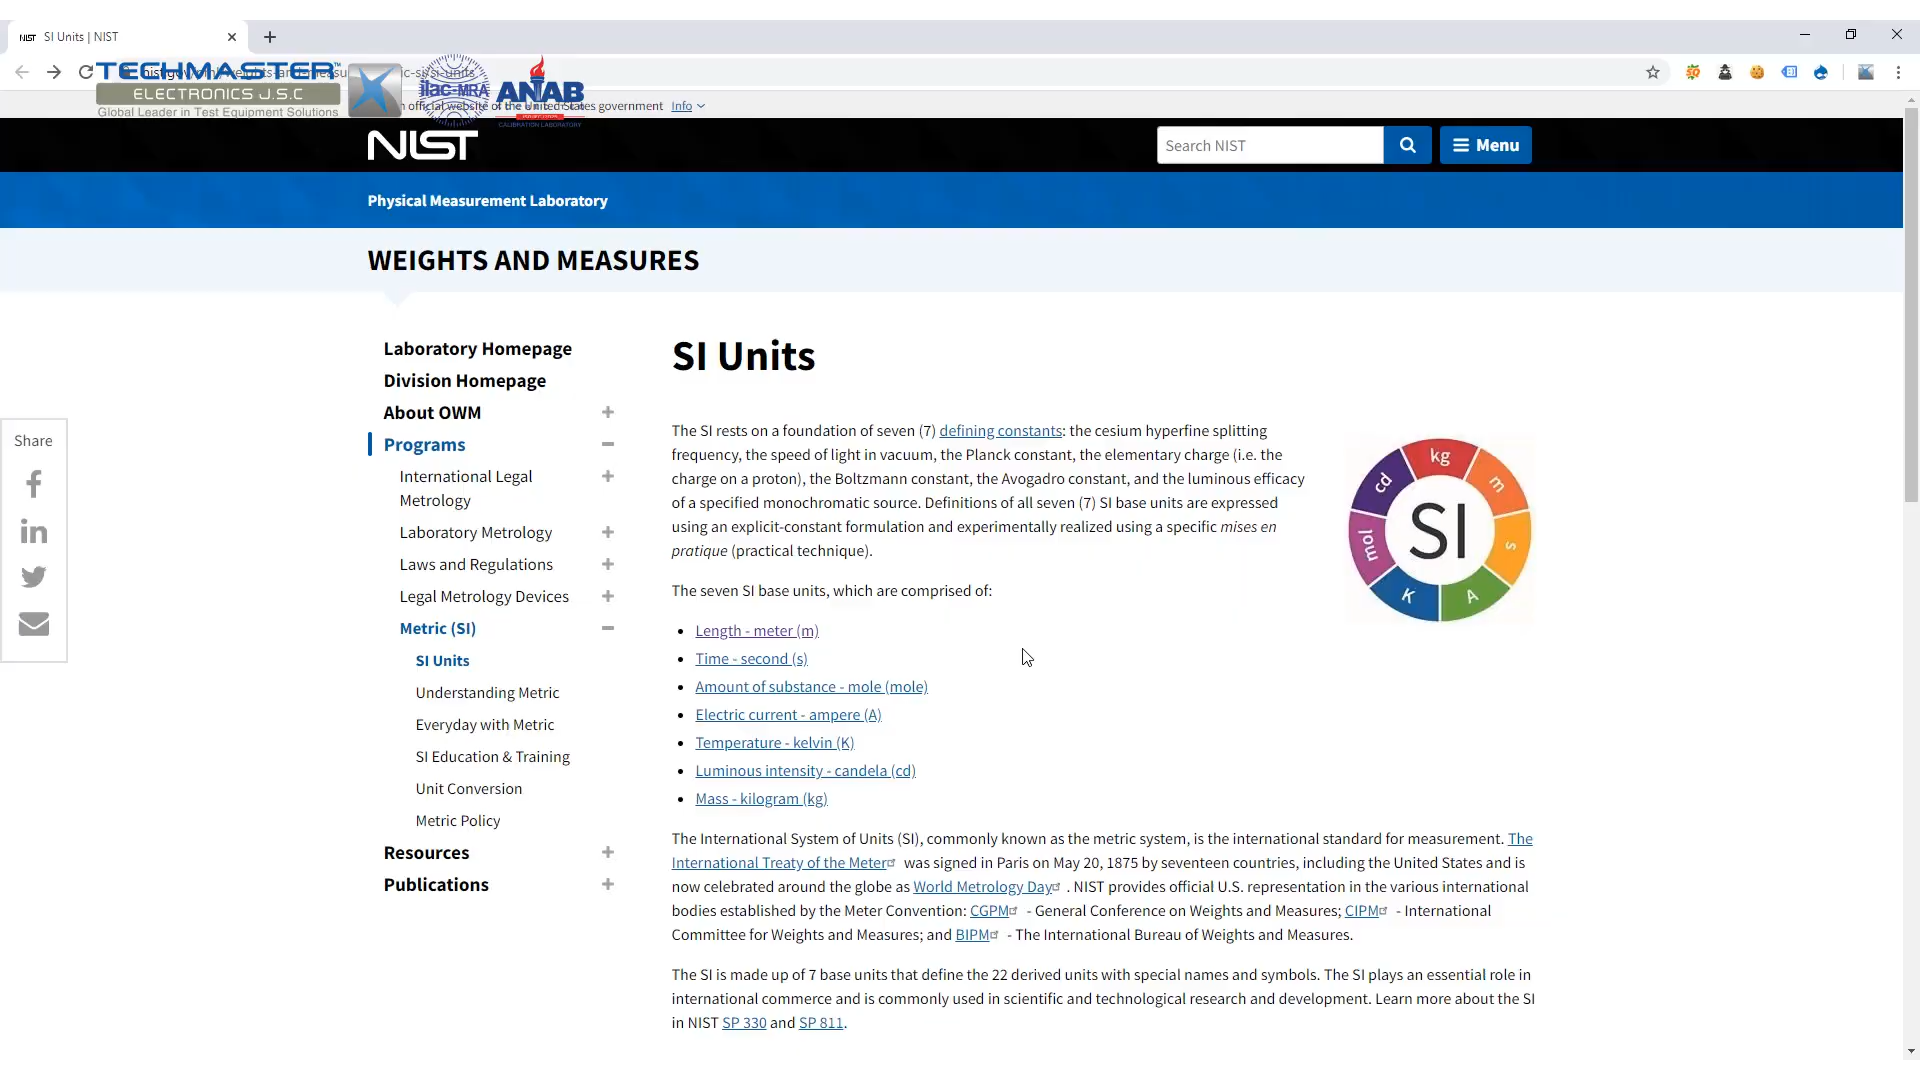 SI Units | NIST
TECHMASTER
ELECTRONICS J.S.C
Global Leader in Test Equipment Solutions
ilac-MRA
ANAB
CALIBRATION LABORATORY
official website of the United States government Info
NIST
Search NIST
Menu
Physical Measurement Laboratory
WEIGHTS AND MEASURES
Laboratory Homepage
Division Homepage
About OWM
Programs
International Legal
Metrology
Laboratory Metrology
Laws and Regulations
Legal Metrology Devices
Metric (SI)
SI Units
Understanding Metric
Everyday with Metric
SI Education & Training
Unit Conversion
Metric Policy
Resources
Publications
Share
SI Units
The SI rests on a foundation of seven (7) defining constants: the cesium hyperfine splitting
frequency, the speed of light in vacuum, the Planck constant, the elementary charge (i.e. the
charge on a proton), the Boltzmann constant, the Avogadro constant, and the luminous efficacy
of a specified monochromatic source. Definitions of all seven (7) SI base units are expressed
using an explicit-constant formulation and experimentally realized using a specific mises en
pratique (practical technique).
The seven SI base units, which are comprised of:
Length - meter (m)
Time - second (s)
Amount of substance - mole (mole)
Electric current - ampere (A)
Temperature - kelvin (K)
Luminous intensity - candela (cd)
Mass - kilogram (kg)
kg
m
s
A
K
mol
cd
SI
The International System of Units (SI), commonly known as the metric system, is the international standard for measurement. The
International Treaty of the Meter was signed in Paris on May 20, 1875 by seventeen countries, including the United States and is
now celebrated around the globe as World Metrology Day . NIST provides official U.S. representation in the various international
bodies established by the Meter Convention: CGPM - General Conference on Weights and Measures; CIPM - International
Committee for Weights and Measures; and BIPM - The International Bureau of Weights and Measures.
The SI is made up of 7 base units that define the 22 derived units with special names and symbols. The SI plays an essential role in
international commerce and is commonly used in scientific and technological research and development. Learn more about the SI
in NIST SP 330 and SP 811.